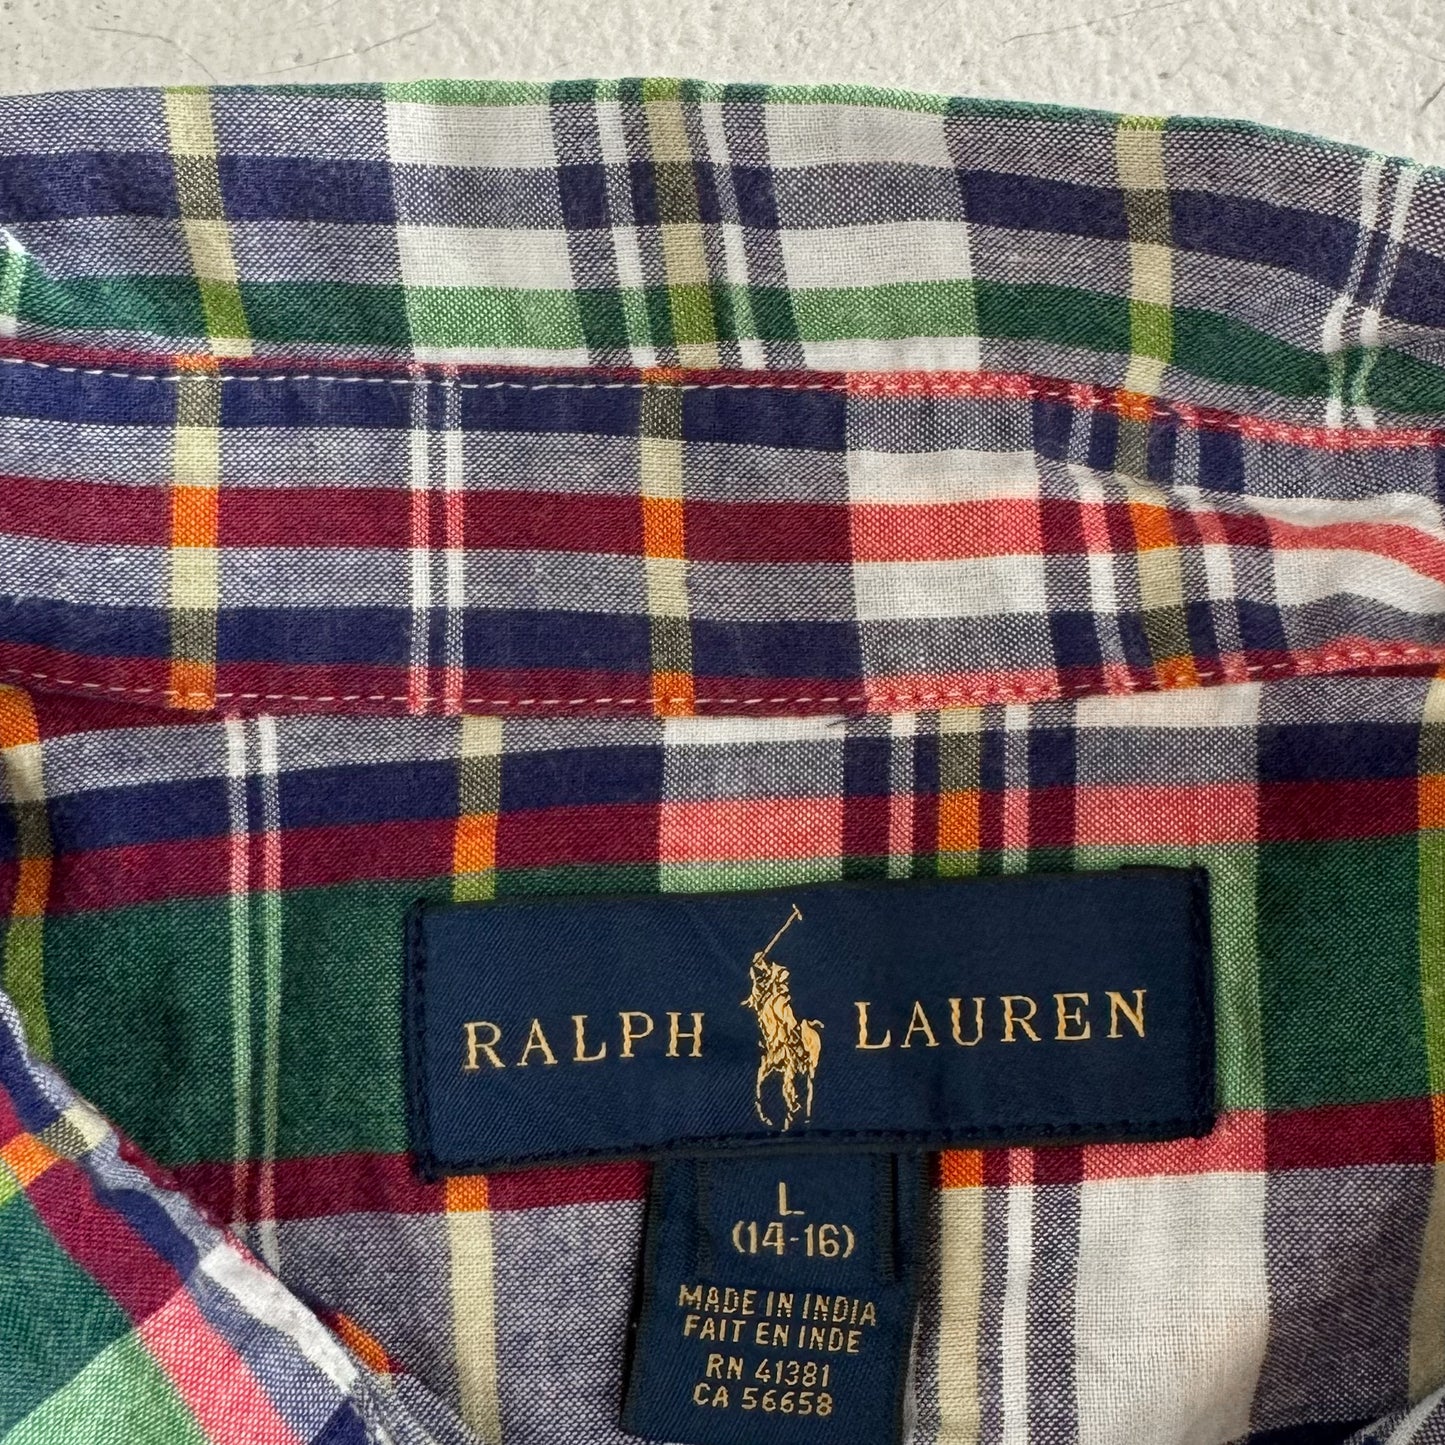 RALPH LAUREN
L
(14-16)
MADE IN INDIA
FAIT EN INDE
RN 41381
CA 56658